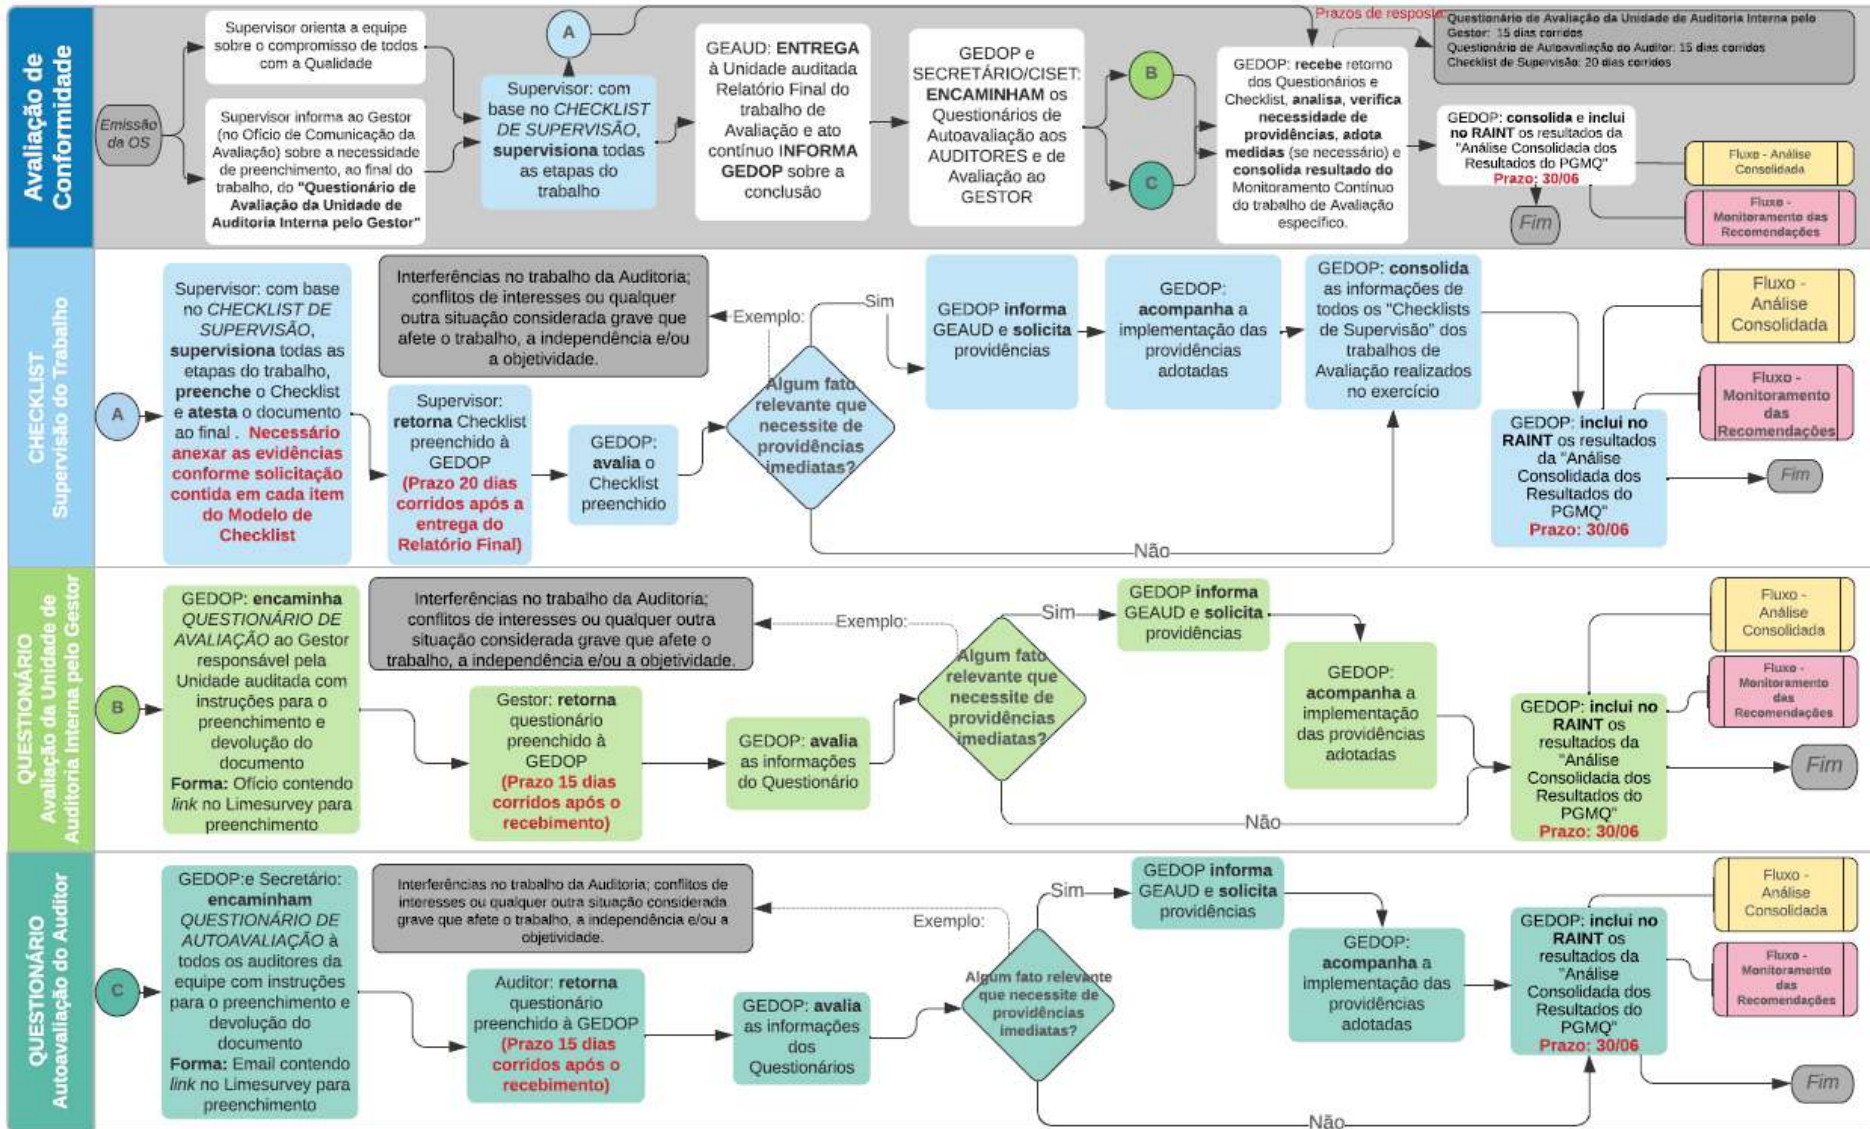 Avaliação de
Conformidade
Emissão
da OS
Supervisor orienta a equipe
sobre o compromisso de todos
com a Qualidade
Supervisor informa ao Gestor
(no Ofício de Comunicação da
Avaliação) sobre a necessidade
de preenchimento, ao final
do trabalho, do "Questionário de
Avaliação da Unidade de
Auditoria Interna pelo Gestor"
A
Supervisor: com
base no CHECKLIST
DE SUPERVISÃO,
supervisiona todas
as etapas do
trabalho
GEAUD: ENTREGA
à Unidade auditada
Relatório Final do
trabalho de
Avaliação e ato
contínuo INFORMA
GEDOP sobre a
conclusão
GEDOP e
SECRETÁRIO/CISET:
ENCAMINHAM os
Questionários de
Autoavaliação aos
AUDITORES e de
Avaliação ao
GESTOR
B
C
Prazos de resposta:
GEDOP: recebe retorno
dos Questionários e
Checklist, analisa, verifica
necessidade de
providências, adota
medidas (se necessário) e
consolida resultado do
Monitoramento Contínuo
do trabalho de Avaliação
específico.
Questionário de Avaliação da Unidade de Auditoria Interna pelo
Gestor: 15 dias corridos
Questionário de Autoavaliação do Auditor: 15 dias corridos
Checklist de Supervisão: 20 dias corridos
GEDOP: consolida e inclui
no RAINT os resultados da
"Análise Consolidada dos
Resultados do PGMQ"
Prazo: 30/06
Fim
Fluxo - Análise
Consolidada
Fluxo -
Monitoramento das
Recomendações
CHECKLIST
Supervisão do Trabalho
A
Supervisor: com base
no CHECKLIST DE
SUPERVISÃO,
supervisiona todas as
etapas do trabalho,
preenche o Checklist
e atesta o documento
ao final . Necessário
anexar as evidências
conforme solicitação
contida em cada item
do Modelo de
Checklist
Interferências no trabalho da Auditoria;
conflitos de interesses ou qualquer
outra situação considerada grave que
afete o trabalho, a independência e/ou
a objetividade.
Supervisor:
retorna Checklist
preenchido à
GEDOP
(Prazo 20 dias
corridos após a
entrega do
Relatório Final)
GEDOP:
avalia o
Checklist
preenchido
Exemplo:
Algum fato
relevante que
necessite de
providências
imediatas?
Sim
Não
GEDOP informa
GEAUD e solicita
providências
GEDOP:
acompanha a
implementação das
providências
adotadas
GEDOP: consolida
as informações de
todos os "Checklists
de Supervisão" dos
trabalhos de
Avaliação realizados
no exercício
GEDOP: inclui no
RAINT os resultados
da "Análise
Consolidada dos
Resultados do
PGMQ"
Prazo: 30/06
Fluxo -
Análise
Consolidada
Fluxo -
Monitoramento
das
Recomendações
Fim
QUESTIONÁRIO
Avaliação da Unidade de
Auditoria Interna pelo Gestor
B
GEDOP: encaminha
QUESTIONÁRIO DE
AVALIAÇÃO ao Gestor
responsável pela
Unidade auditada com
instruções para o
preenchimento e
devolução do
documento
Forma: Ofício contendo
link no Limesurvey para
preenchimento
Interferências no trabalho da Auditoria;
conflitos de interesses ou qualquer outra
situação considerada grave que afete o
trabalho, a independência e/ou a objetividade.
Gestor: retorna
questionário
preenchido à
GEDOP
(Prazo 15 dias
corridos após o
recebimento)
GEDOP: avalia
as informações
do Questionário
Exemplo:
Algum fato
relevante que
necessite de
providências
imediatas?
Sim
Não
GEDOP informa
GEAUD e solicita
providências
GEDOP:
acompanha a
implementação
das providências
adotadas
GEDOP: inclui no
RAINT os
resultados da
"Análise
Consolidada dos
Resultados do
PGMQ"
Prazo: 30/06
Fluxo -
Análise
Consolidada
Fluxo -
Monitoramento
das
Recomendações
Fim
QUESTIONÁRIO
Autoavaliação do Auditor
C
GEDOP:e Secretário:
encaminham
QUESTIONÁRIO DE
AUTOAVALIAÇÃO à
todos os auditores da
equipe com instruções
para o preenchimento e
devolução do
documento
Forma: Email contendo
link no Limesurvey para
preenchimento
Interferências no trabalho da Auditoria; conflitos de
interesses ou qualquer outra situação considerada
grave que afete o trabalho, a independência e/ou a
objetividade.
Auditor: retorna
questionário
preenchido à GEDOP
(Prazo 15 dias
corridos após o
recebimento)
GEDOP: avalia
as informações
dos
Questionários
Exemplo:
Algum fato relevante
que necessite de
providências
imediatas?
Sim
Não
GEDOP informa
GEAUD e solicita
providências
GEDOP:
acompanha a
implementação das
providências
adotadas
GEDOP: inclui no
RAINT os
resultados da
"Análise
Consolidada dos
Resultados do
PGMQ"
Prazo: 30/06
Fluxo -
Análise
Consolidada
Fluxo -
Monitoramento
das
Recomendações
Fim